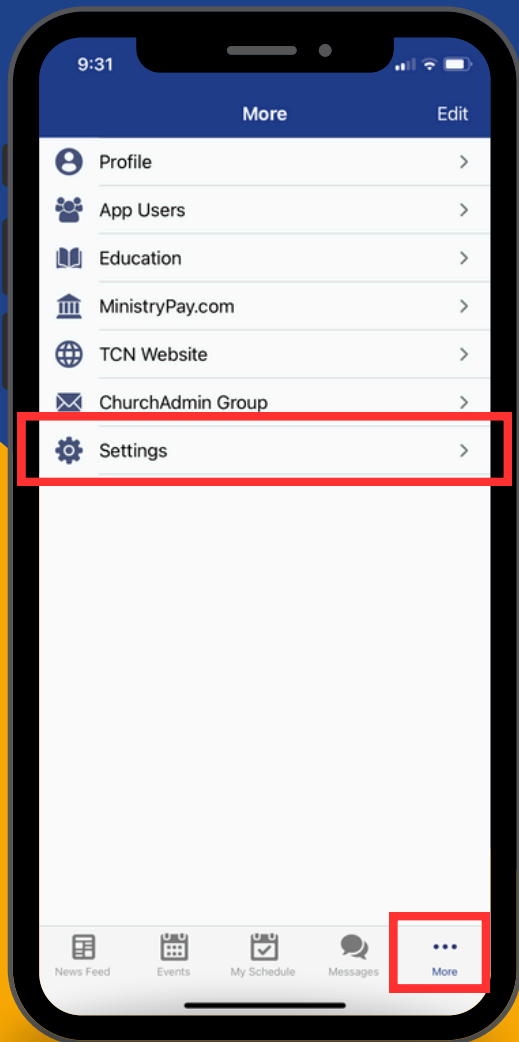 9:31
More Edit
Profile
App Users
Education
MinistryPay.com
TCN Website
ChurchAdmin Group
Settings
News Feed Events My Schedule Messages More